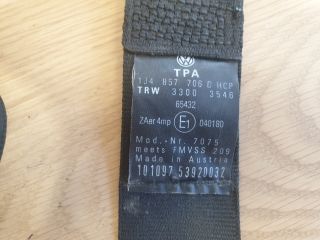 TPA
1J4 857 706 C HCP
TRW 3300 3546
65432
ZAer4mp E1 040180
Mod.-Nr. 7075
meets FMVSS 209
Made in Austria
101097 53920032